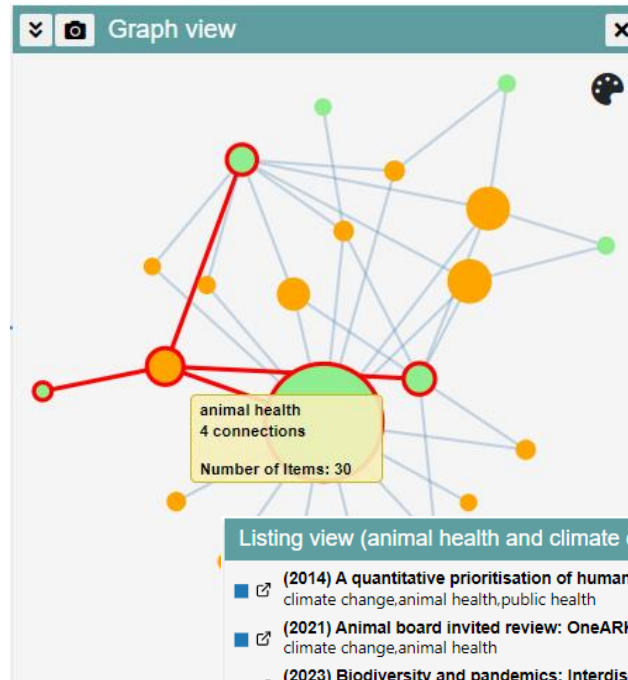 Graph view
animal health
4 connections
Number of Items: 30
Listing view (animal health and climate
(2014) A quantitative prioritisation of human
climate change,animal health,public health
(2021) Animal board invited review: OneARK
climate change,animal health
(2023) Biodiversity and pandemics: